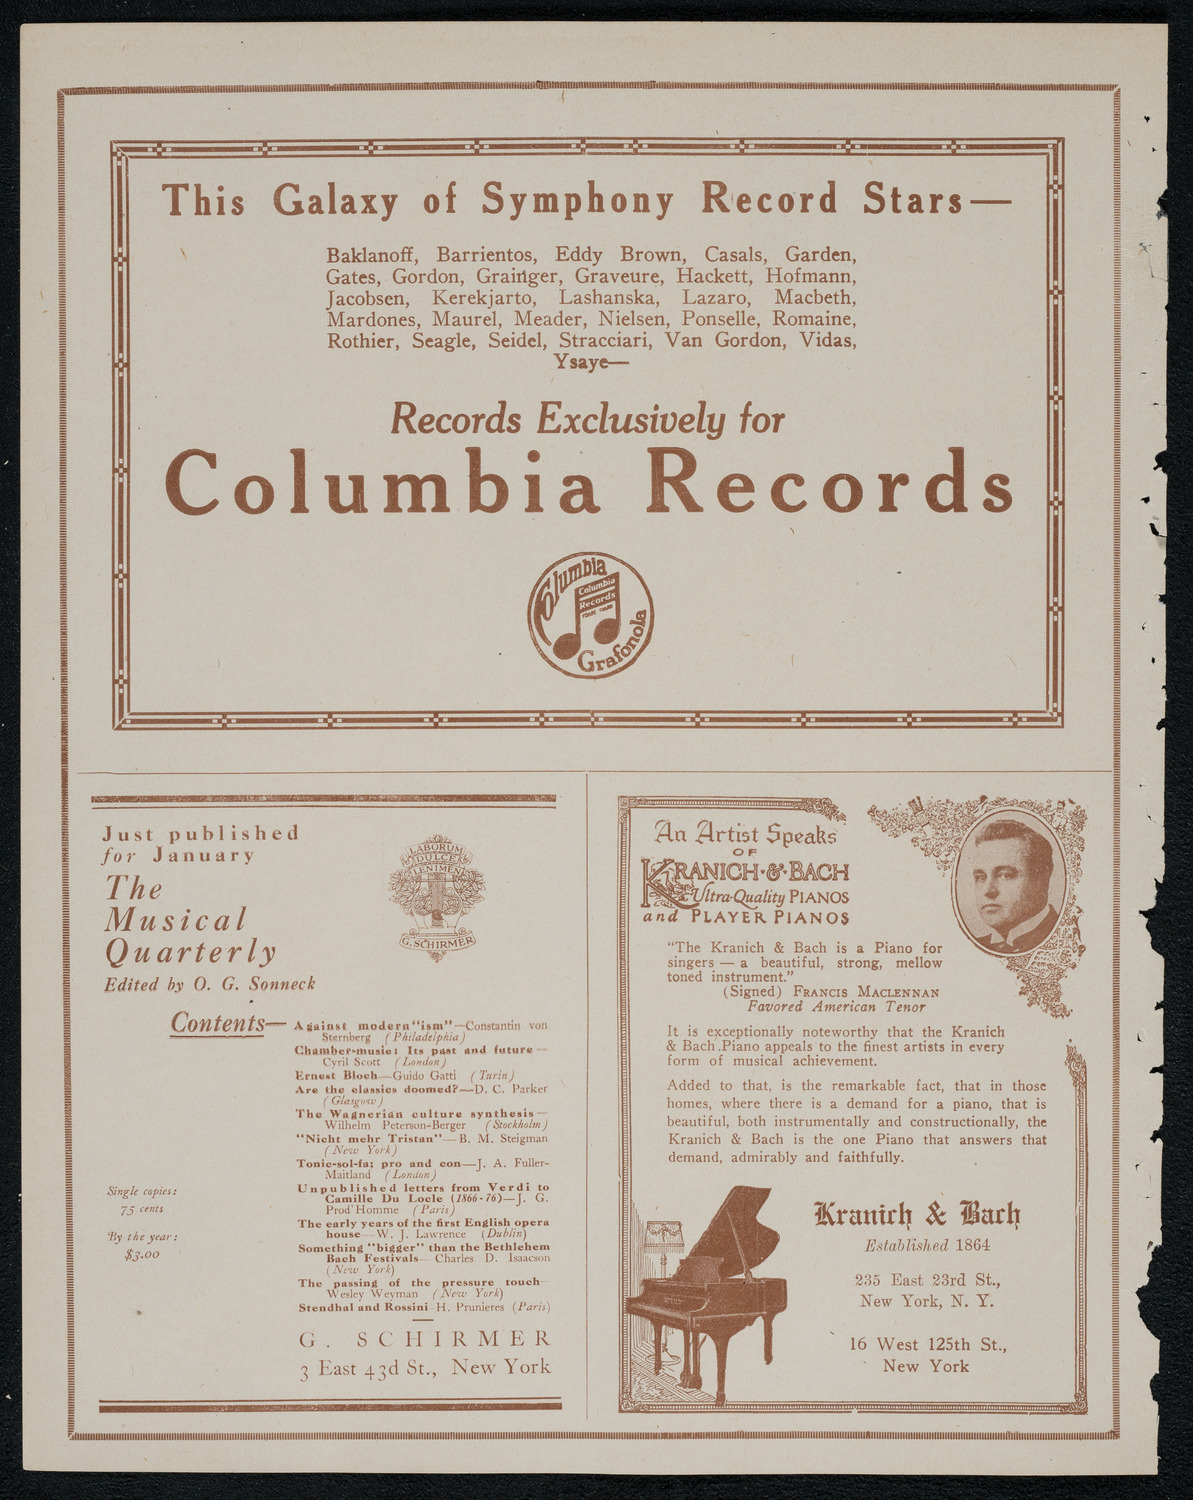 This Galaxy of Symphony Record Stars—
Baklanoff, Barrientos, Eddy Brown, Casals, Garden,
Gates, Gordon, Grainger, Graveure, Hackett, Hofmann,
Jacobsen, Kerekjarto, Lashanska, Lazaro, Macbeth,
Mardones, Maurel, Meader, Nielsen, Ponselle, Romaine,
Rothier, Seagle, Seidel, Stracciari, Van Gordon, Vidas,
Ysaye—
Records Exclusively for
Columbia Records
Columbia
Columbia
Records
Grafonola
Just published
for January
The
Musical
Quarterly
Edited by O. G. Sonneck
LABORUM
DULCE
LENIMEN
G. SCHIRMER
Contents—
Against modern "ism"—Constantin von
Sternberg (Philadelphia)
Chamber-music: Its past and future—
Cyril Scott (London)
Ernest Bloch—Guido Gatti (Turin)
Are the classics doomed?—D. C. Parker
(Glasgow)
The Wagnerian culture synthesis—
Wilhelm Peterson-Berger (Stockholm)
"Nicht mehr Tristan"—B. M. Steigman
(New York)
Tonic-sol-fa; pro and con—J. A. Fuller-
Maitland (London)
Unpublished letters from Verdi to
Camille Du Locle (1866-76)—J. G.
Prod'Homme (Paris)
The early years of the first English opera
house—W. J. Lawrence (Dublin)
Something "bigger" than the Bethlehem
Bach Festivals—Charles D. Isaacson
(New York)
The passing of the pressure touch—
Wesley Weyman (New York)
Stendhal and Rossini—H. Prunieres (Paris)
Single copies:
75 cents
By the year:
$3.00
G. SCHIRMER
3 East 43d St., New York
An Artist Speaks
OF
KRANICH·&·BACH
Ultra-Quality PIANOS
and PLAYER PIANOS
"The Kranich & Bach is a Piano for
singers — a beautiful, strong, mellow
toned instrument."
(Signed) FRANCIS MACLENNAN
Favored American Tenor
It is exceptionally noteworthy that the Kranich
& Bach Piano appeals to the finest artists in every
form of musical achievement.
Added to that, is the remarkable fact, that in those
homes, where there is a demand for a piano, that is
beautiful, both instrumentally and constructionally, the
Kranich & Bach is the one Piano that answers that
demand, admirably and faithfully.
Kranich & Bach
Established 1864
235 East 23rd St.,
New York, N. Y.
16 West 125th St.,
New York